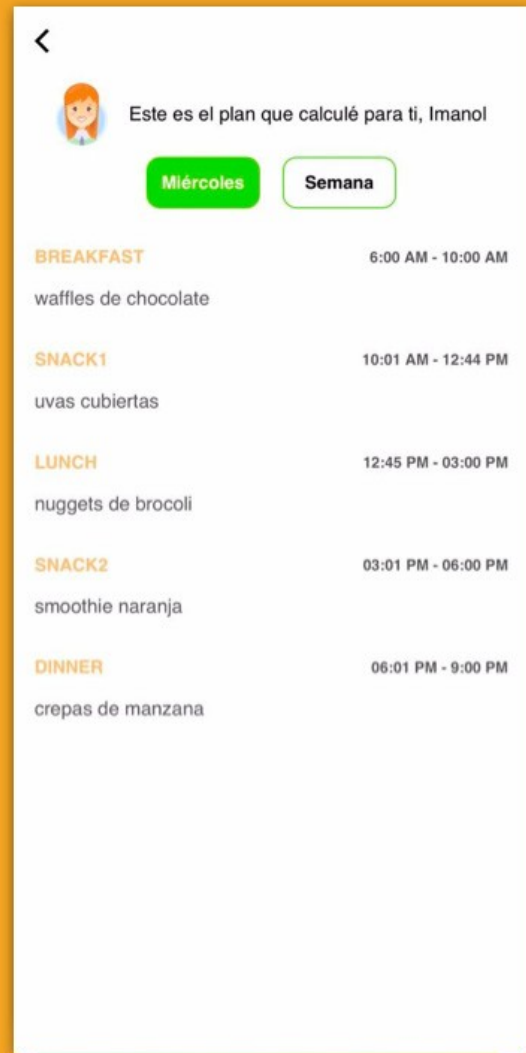 Este es el plan que calculé para ti, Imanol
Miércoles Semana
BREAKFAST 6:00 AM - 10:00 AM
waffles de chocolate
SNACK1 10:01 AM - 12:44 PM
uvas cubiertas
LUNCH 12:45 PM - 03:00 PM
nuggets de brocoli
SNACK2 03:01 PM - 06:00 PM
smoothie naranja
DINNER 06:01 PM - 9:00 PM
crepas de manzana